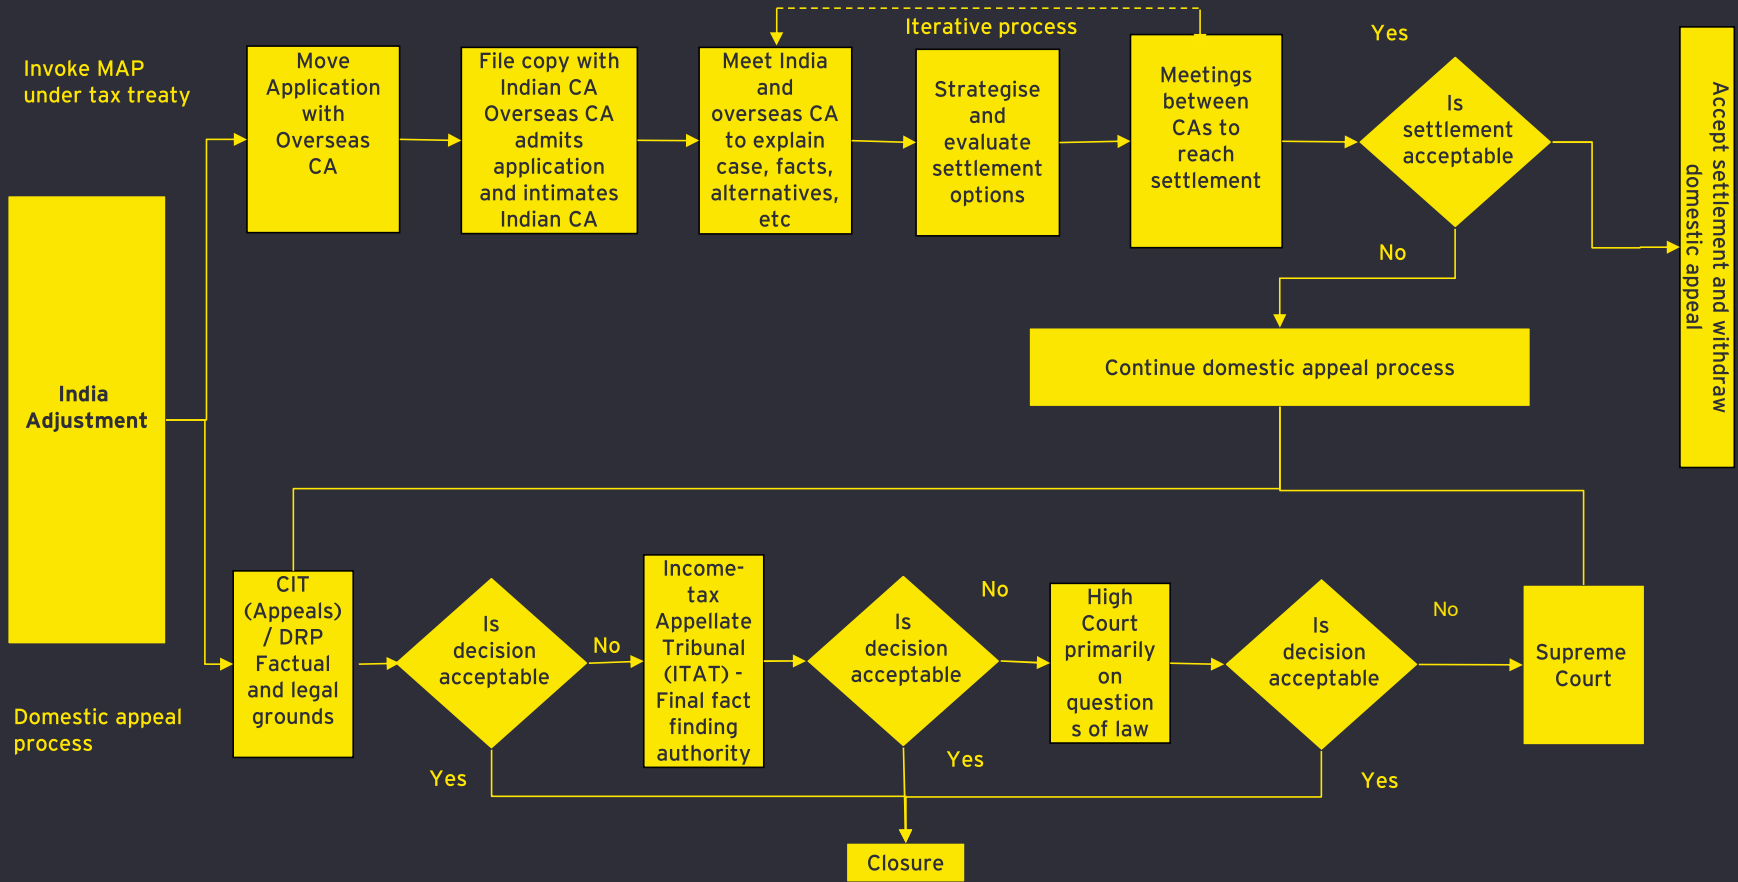 Invoke MAP
under tax treaty
Move
Application
with
Overseas
CA
File copy with
Indian CA
Overseas CA
admits
application
and intimates
Indian CA
Meet India
and
overseas CA
to explain
case, facts,
alternatives,
etc
Iterative process
Strategise
and
evaluate
settlement
options
Meetings
between
CAs to
reach
settlement
Yes
Is
settlement
acceptable
No
Accept settlement and withdraw
domestic appeal
India
Adjustment
Continue domestic appeal process
Domestic appeal
process
CIT
(Appeals)
/ DRP
Factual
and legal
grounds
Is
decision
acceptable
No
Yes
Income-
tax
Appellate
Tribunal
(ITAT) -
Final fact
finding
authority
Is
decision
acceptable
No
Yes
High
Court
primarily
on
question
s of law
Is
decision
acceptable
No
Yes
Supreme
Court
Closure